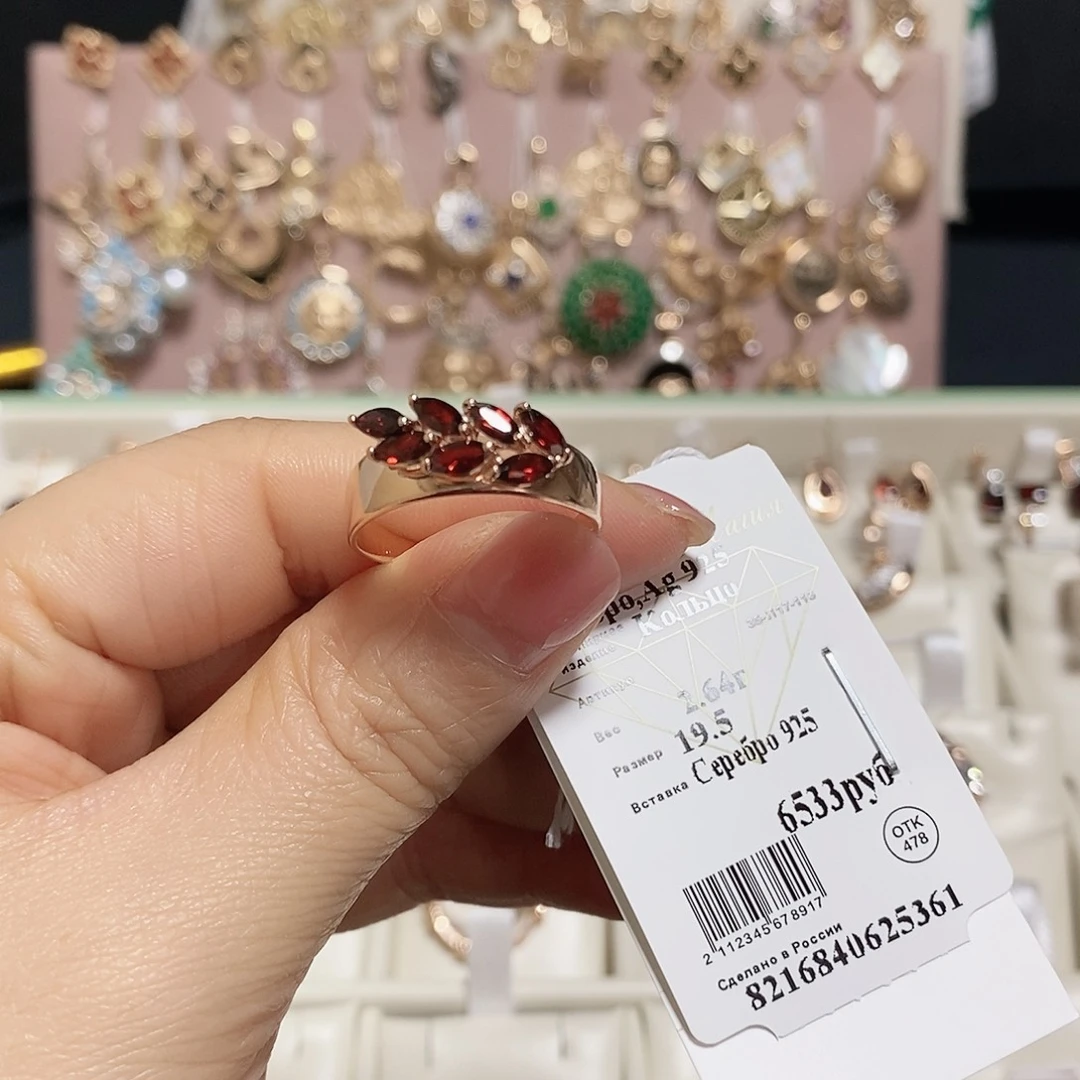 Ag 925
Кольцо
изделие
Артикул
Вес 2.64г
Размер 19.5
Вставка Серебро 925
6533руб
ОТК
478
2 112345 678917
Сделано в России
8216840625361